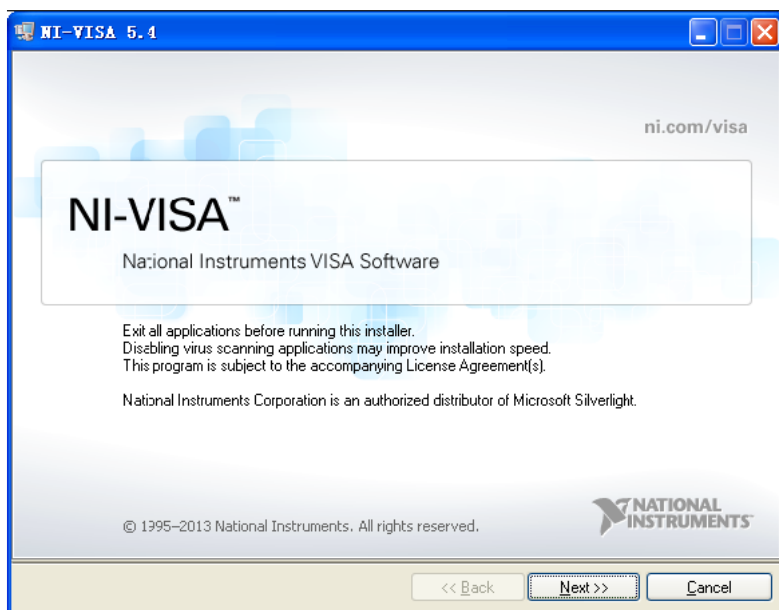 NI-VISA 5.4
ni.com/visa
NI-VISA™
National Instruments VISA Software
Exit all applications before running this installer.
Disabling virus scanning applications may improve installation speed.
This program is subject to the accompanying License Agreement(s).
National Instruments Corporation is an authorized distributor of Microsoft Silverlight.
© 1995–2013 National Instruments. All rights reserved.
NATIONAL
INSTRUMENTS™
<< Back
Next >>
Cancel